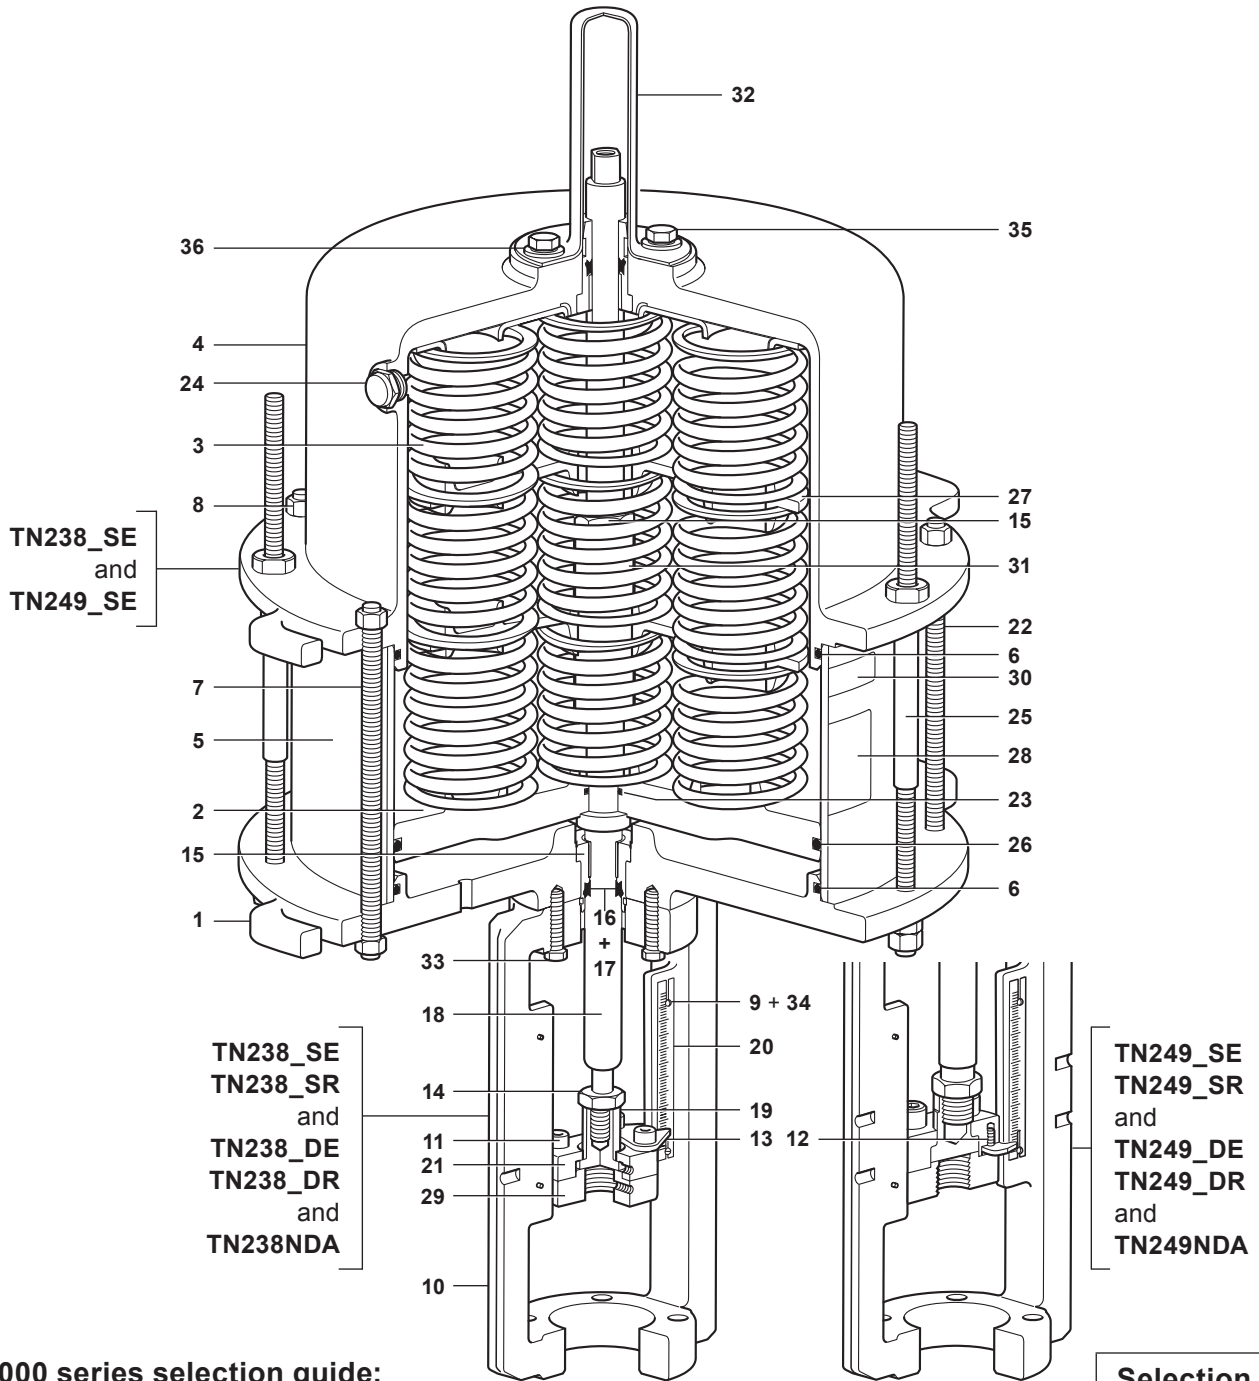 32
36
35
4
24
3
8
27
15
31
TN238_SE
and
TN249_SE
22
6
30
7
25
5
28
2
23
15
26
1
6
16
+
17
33
9 + 34
18
20
14
19
11
13 12
21
29
10
TN238_SE
TN238_SR
and
TN238_DE
TN238_DR
and
TN238NDA
TN249_SE
TN249_SR
and
TN249_DE
TN249_DR
and
TN249NDA
000 series selection guide:
Selection